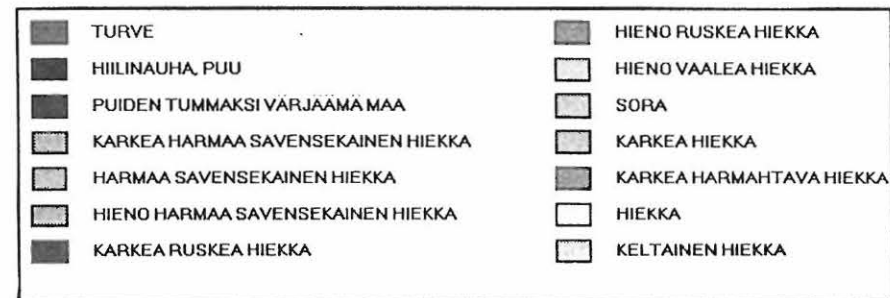 TURVE
HIILINAUHA, PUU
PUIDEN TUMMAKSI VÄRJÄÄMÄ MAA
KARKEA HARMAA SAVENSEKAINEN HIEKKA
HARMAA SAVENSEKAINEN HIEKKA
HIENO HARMAA SAVENSEKAINEN HIEKKA
KARKEA RUSKEA HIEKKA
HIENO RUSKEA HIEKKA
HIENO VAALEA HIEKKA
SORA
KARKEA HIEKKA
KARKEA HARMAHTAVA HIEKKA
HIEKKA
KELTAINEN HIEKKA